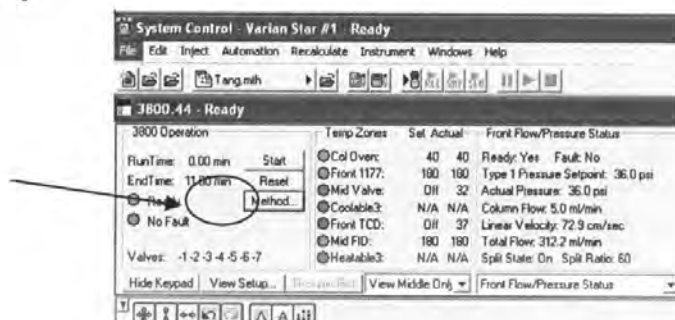 System Control - Varian Star #1 - Ready
File Edit Inject Automation Recalculate Instrument Windows Help
Tang.mth
3800.44 - Ready
3800 Operation
RunTime: 0.00 min Start
EndTime: 11.00 min Reset
Method...
No Fault
Valves: -1-2-3-4-5-6-7
Temp Zones Set Actual
Col Oven: 40 40
Front 1177: 180 180
Mid Valve: Off 32
Coolable3: N/A N/A
Front TCD: Off 37
Mid FID: 180 180
Heatable3: N/A N/A
Front Flow/Pressure Status
Ready: Yes Fault: No
Type 1 Pressure Setpoint: 36.0 psi
Actual Pressure: 36.0 psi
Column Flow: 5.0 ml/min
Linear Velocity: 72.9 cm/sec
Total Flow: 312.2 ml/min
Split State: On Split Ratio: 60
Hide Keypad View Setup... View Middle Only Front Flow/Pressure Status